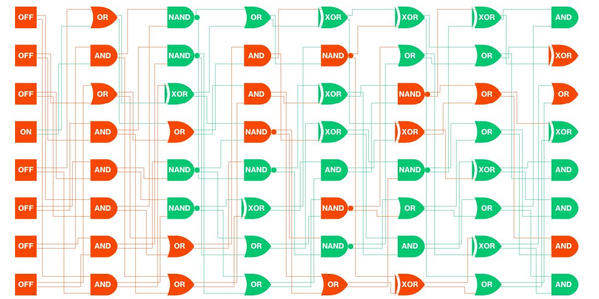 OFF OR NAND OR XOR XOR XOR AND
OFF AND NAND AND NAND OR OR XOR
OFF OR XOR AND XOR NAND OR OR
ON AND OR NAND XOR XOR OR XOR
OFF AND NAND NAND AND NAND XOR AND
OFF AND NAND XOR NAND OR OR AND
OFF AND OR OR NAND AND XOR AND
OFF AND OR OR OR XOR OR AND